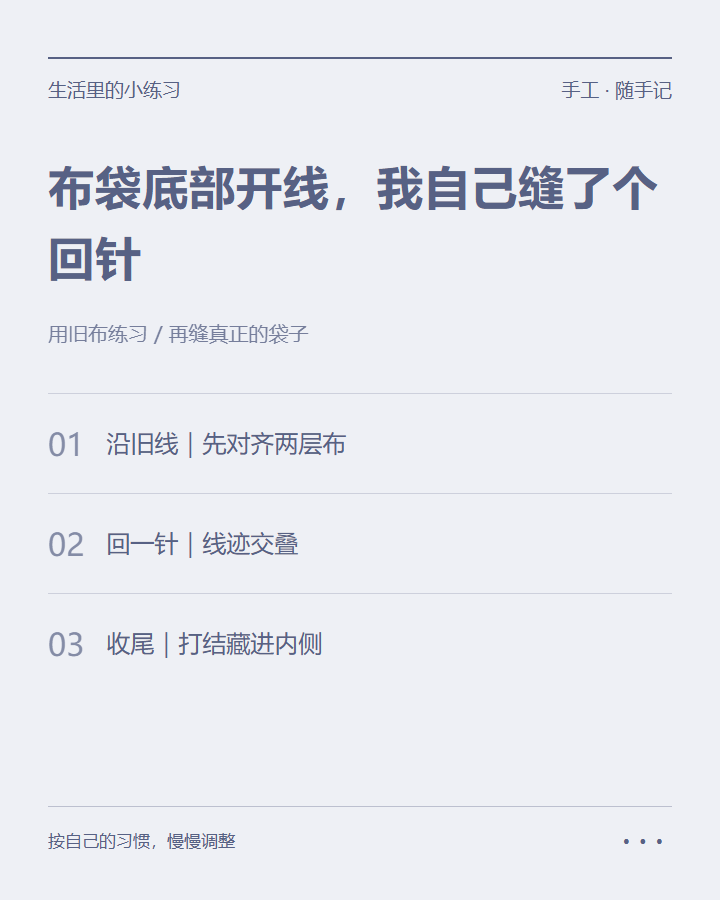 生活里的小练习
手工 · 随手记
布袋底部开线，我自己缝了个
回针
用旧布练习 / 再缝真正的袋子
01 沿旧线｜先对齐两层布
02 回一针｜线迹交叠
03 收尾｜打结藏进内侧
按自己的习惯，慢慢调整